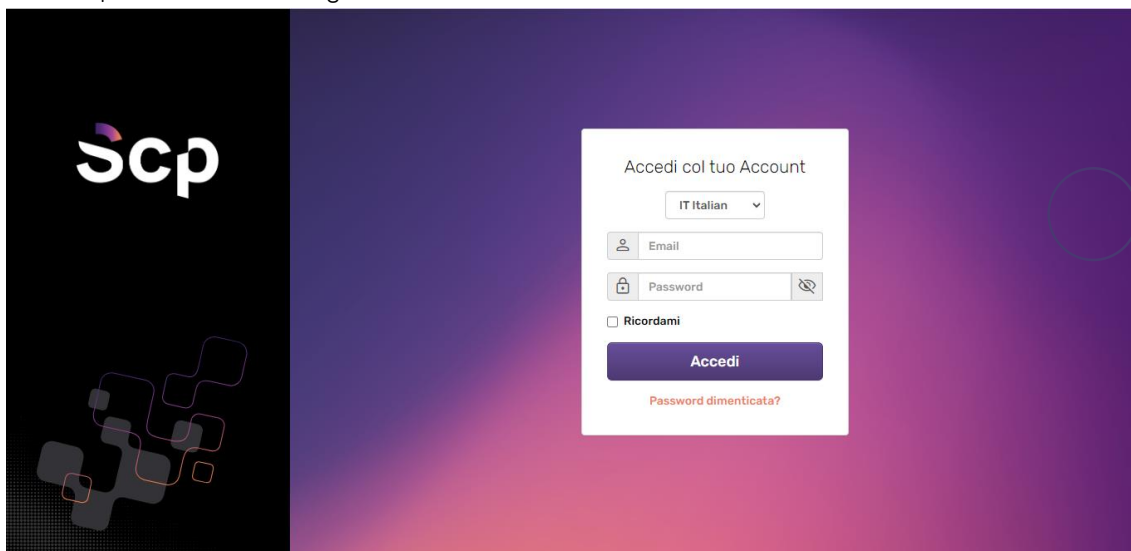 Scp
Accedi col tuo Account
IT Italian
Email
Password
Ricordami
Accedi
Password dimenticata?